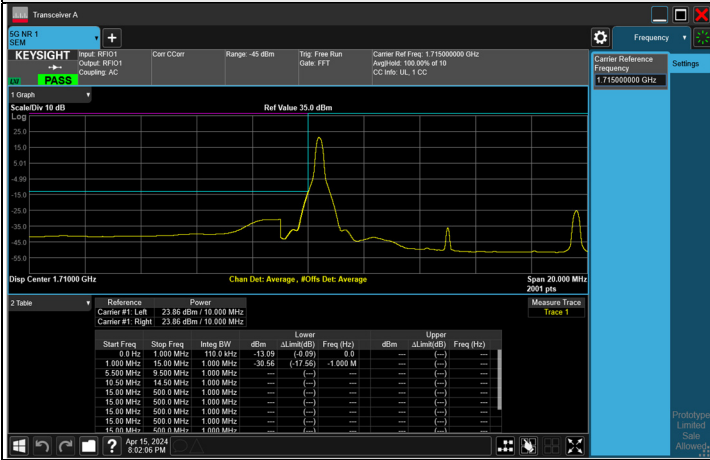 Transceiver A
5G NR 1
SEM
Frequency
KEYSIGHT
PASS
Input: RFIO1
Output: RFIO1
Coupling: AC
Corr CCorr
Range: -45 dBm
Trig: Free Run
Gate: FFT
Carrier Ref Freq: 1.715000000 GHz
Avg|Hold: 100.00% of 10
CC Info: UL, 1 CC
Carrier Reference
Frequency
1.715000000 GHz
Settings
1 Graph
Scale/Div 10 dB
Ref Value 35.0 dBm
Log
25.0
15.0
5.01
-4.99
-15.0
-25.0
-35.0
-45.0
-55.0
Disp Center 1.71000 GHz
Chan Det: Average, #Offs Det: Average
Span 20.000 MHz
2001 pts
2 Table
Reference Power
Carrier #1: Left 23.86 dBm / 10.000 MHz
Carrier #1: Right 23.86 dBm / 10.000 MHz
Measure Trace
Trace 1
Lower Upper
Start Freq Stop Freq Integ BW dBm ΔLimit(dB) Freq (Hz) dBm ΔLimit(dB) Freq (Hz)
0.0 Hz 1.000 MHz 110.0 kHz -13.09 (-0.09) 0.0 --- (---) ---
1.000 MHz 15.00 MHz 1.000 MHz -30.56 (-17.56) -1.000 M --- (---) ---
5.500 MHz 9.500 MHz 1.000 MHz --- (---) --- --- (---) ---
10.50 MHz 14.50 MHz 1.000 MHz --- (---) --- --- (---) ---
15.00 MHz 500.0 MHz 1.000 MHz --- (---) --- --- (---) ---
15.00 MHz 500.0 MHz 1.000 MHz --- (---) --- --- (---) ---
15.00 MHz 500.0 MHz 1.000 MHz --- (---) --- --- (---) ---
15.00 MHz 500.0 MHz 1.000 MHz --- (---) --- --- (---) ---
15.00 MHz 500.0 MHz 1.000 MHz --- (---) --- --- (---) ---
Apr 15, 2024
8:02:06 PM
Prototype
Limited
Sale
Allowed